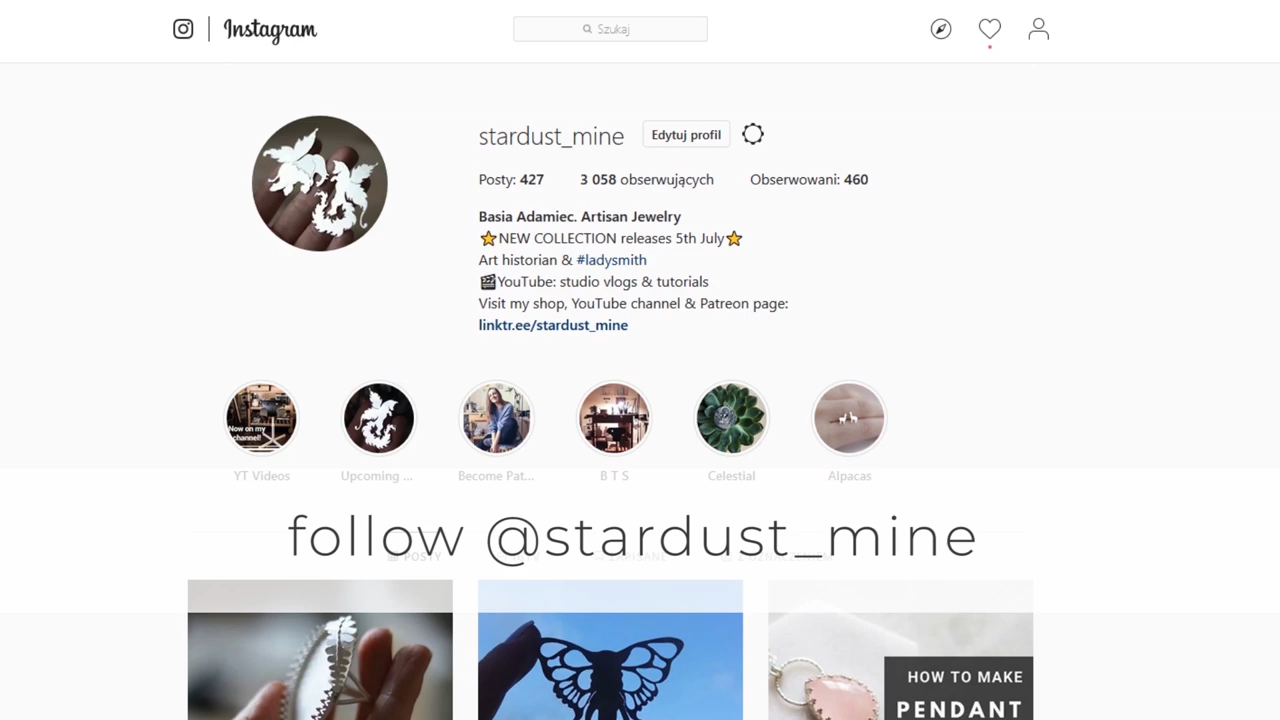 Instagram
Szukaj
stardust_mine
Edytuj profil
Posty: 427
3 058 obserwujących
Obserwowani: 460
Basia Adamiec. Artisan Jewelry
⭐NEW COLLECTION releases 5th July⭐
Art historian & #ladysmith
🎬YouTube: studio vlogs & tutorials
Visit my shop, YouTube channel & Patreon page:
linktr.ee/stardust_mine
Now on my
channel!
YT Videos
Upcoming ...
Become Pat...
B T S
Celestial
Alpacas
follow @stardust_mine
POSTY
HOW TO MAKE
PENDANT